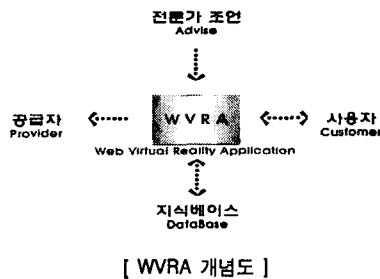 전문가 조언
Advise
공급자
Provider
WVRA
Web Virtual Reality Application
사용자
Customer
지식베이스
DataBase
[ WVRA 개념도 ]